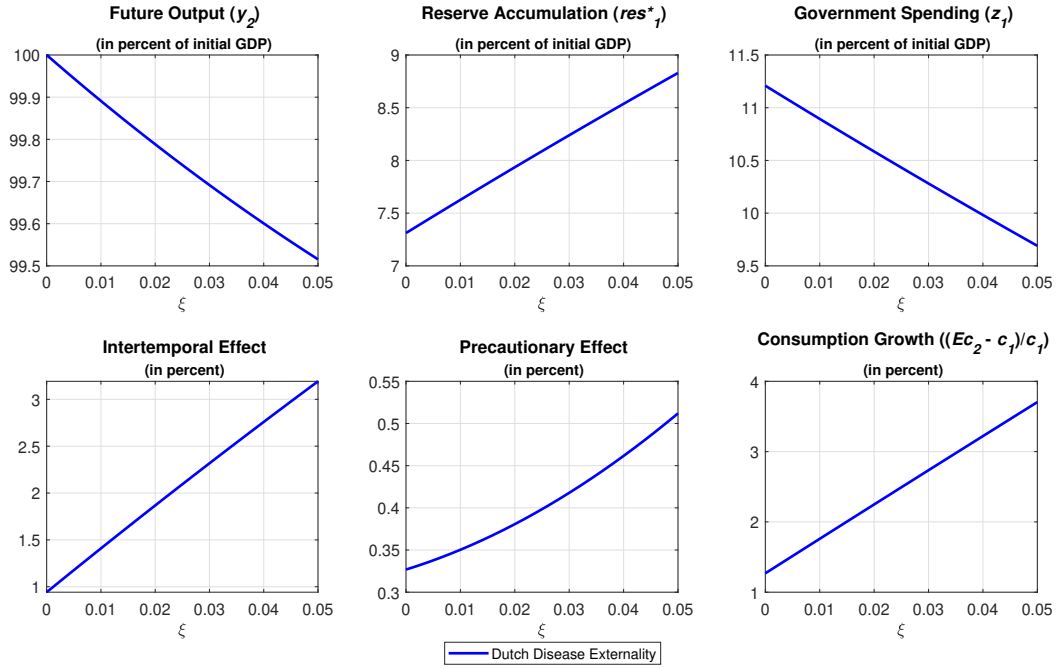 Future Output (y2)
(in percent of initial GDP)
100
99.9
99.8
99.7
99.6
99.5
0 0.01 0.02 0.03 0.04 0.05
ξ
Reserve Accumulation (res*1)
(in percent of initial GDP)
9
8.5
8
7.5
7
0 0.01 0.02 0.03 0.04 0.05
ξ
Government Spending (z1)
(in percent of initial GDP)
11.5
11
10.5
10
9.5
0 0.01 0.02 0.03 0.04 0.05
ξ
Intertemporal Effect
(in percent)
3
2.5
2
1.5
1
0 0.01 0.02 0.03 0.04 0.05
ξ
Precautionary Effect
(in percent)
0.55
0.5
0.45
0.4
0.35
0.3
0 0.01 0.02 0.03 0.04 0.05
ξ
Consumption Growth ((Ec2 - c1)/c1)
(in percent)
4
3
2
1
0 0.01 0.02 0.03 0.04 0.05
ξ
Dutch Disease Externality